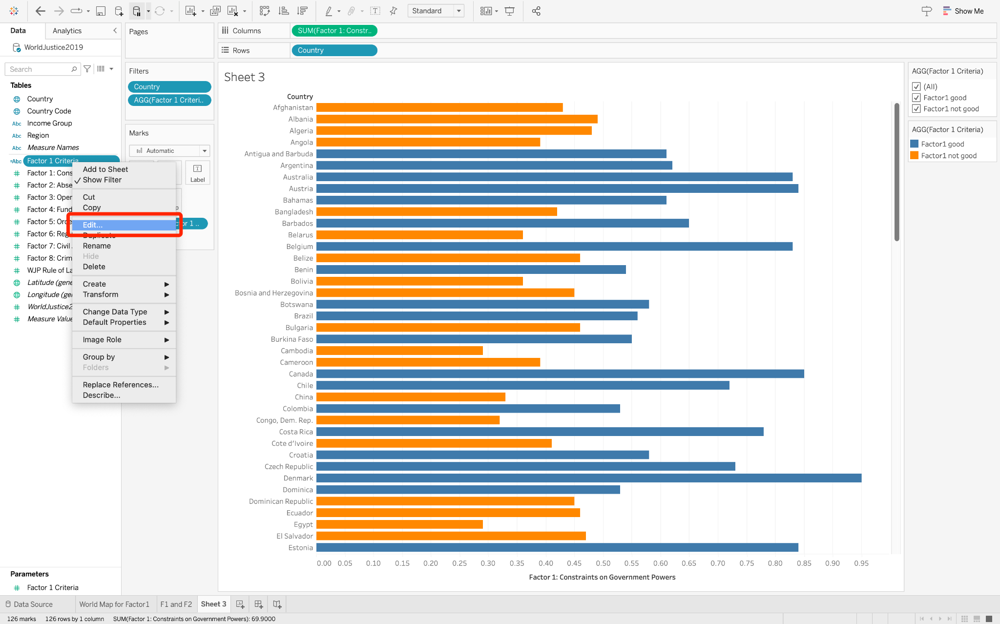 Standard
Show Me
Data
Analytics
Pages
Columns
SUM(Factor 1: Constr..
WorldJustice2019
Rows
Country
Search
Filters
Country
AGG(Factor 1 Criteri..
Tables
Country
Country Code
Abc Income Group
Abc Region
Abc Measure Names
=Abc Factor 1 Criteria
Factor 1: Cons
Factor 2: Abse
Factor 3: Oper
Factor 4: Fund
Factor 5: Orde
Factor 6: Reg
Factor 7: Civil
Factor 8: Crim
WJP Rule of La
Latitude (gene
Longitude (ge
WorldJustice2
Measure Value
Marks
Automatic
Label
ctor 1 ..
Add to Sheet
Show Filter
Cut
Copy
Edit...
Duplicate
Rename
Hide
Delete
Create
Transform
Change Data Type
Default Properties
Image Role
Group by
Folders
Replace References...
Describe...
Sheet 3
Country
Afghanistan
Albania
Algeria
Angola
Antigua and Barbuda
Argentina
Australia
Austria
Bahamas
Bangladesh
Barbados
Belarus
Belgium
Belize
Benin
Bolivia
Bosnia and Herzegovina
Botswana
Brazil
Bulgaria
Burkina Faso
Cambodia
Cameroon
Canada
Chile
China
Colombia
Congo, Dem. Rep.
Costa Rica
Cote d'Ivoire
Croatia
Czech Republic
Denmark
Dominica
Dominican Republic
Ecuador
Egypt
El Salvador
Estonia
0.00 0.05 0.10 0.15 0.20 0.25 0.30 0.35 0.40 0.45 0.50 0.55 0.60 0.65 0.70 0.75 0.80 0.85 0.90 0.95
Factor 1: Constraints on Government Powers
AGG(Factor 1 Criteria)
(All)
Factor1 good
Factor1 not good
AGG(Factor 1 Criteria)
Factor1 good
Factor1 not good
Parameters
Factor 1 Criteria
Data Source
World Map for Factor1
F1 and F2
Sheet 3
126 marks
126 rows by 1 column
SUM(Factor 1: Constraints on Government Powers): 69.9000